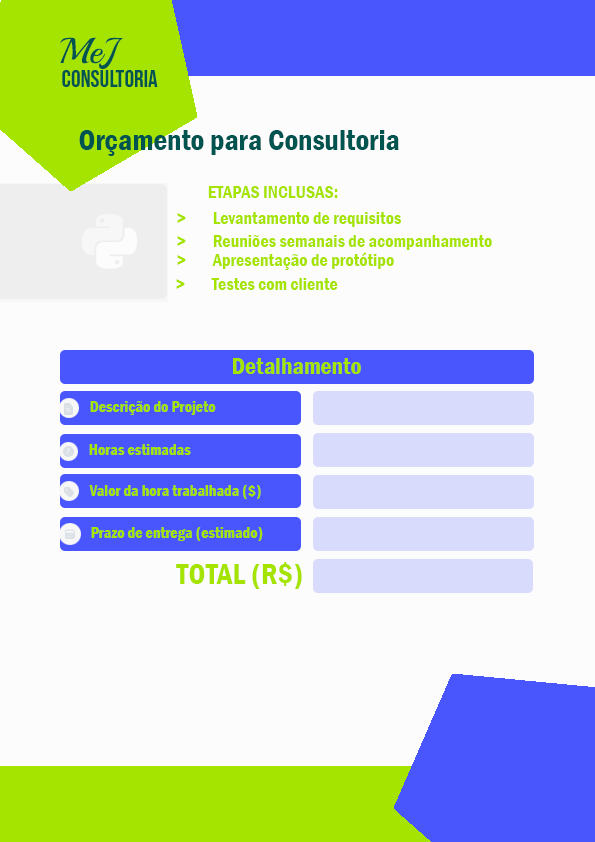 MeJ
CONSULTORIA
Orçamento para Consultoria
ETAPAS INCLUSAS:
> Levantamento de requisitos
> Reuniões semanais de acompanhamento
> Apresentação de protótipo
> Testes com cliente
Detalhamento
Descrição do Projeto
Horas estimadas
Valor da hora trabalhada ($)
Prazo de entrega (estimado)
TOTAL (R$)